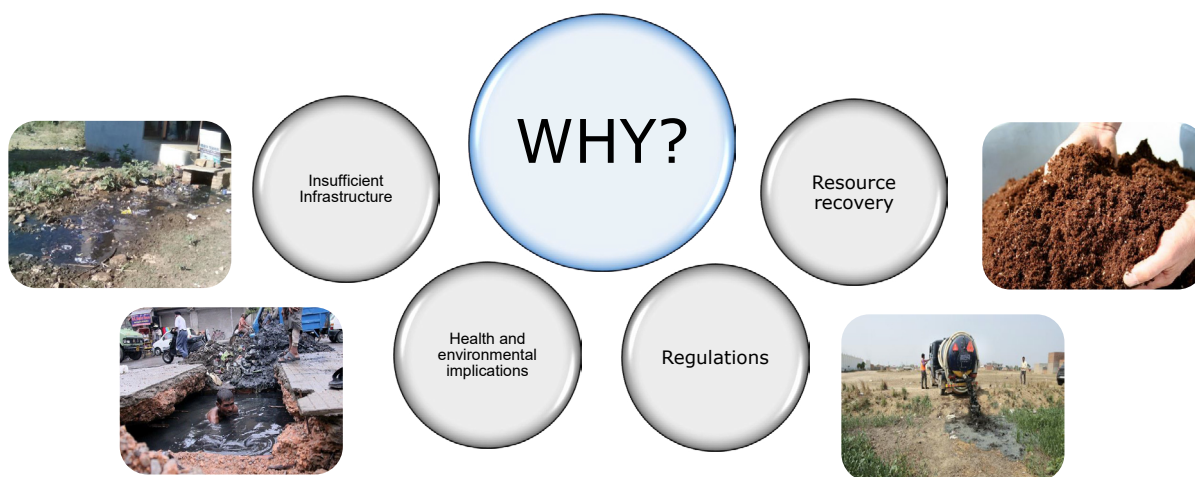 WHY?
Insufficient
Infrastructure
Resource
recovery
Health and
environmental
implications
Regulations